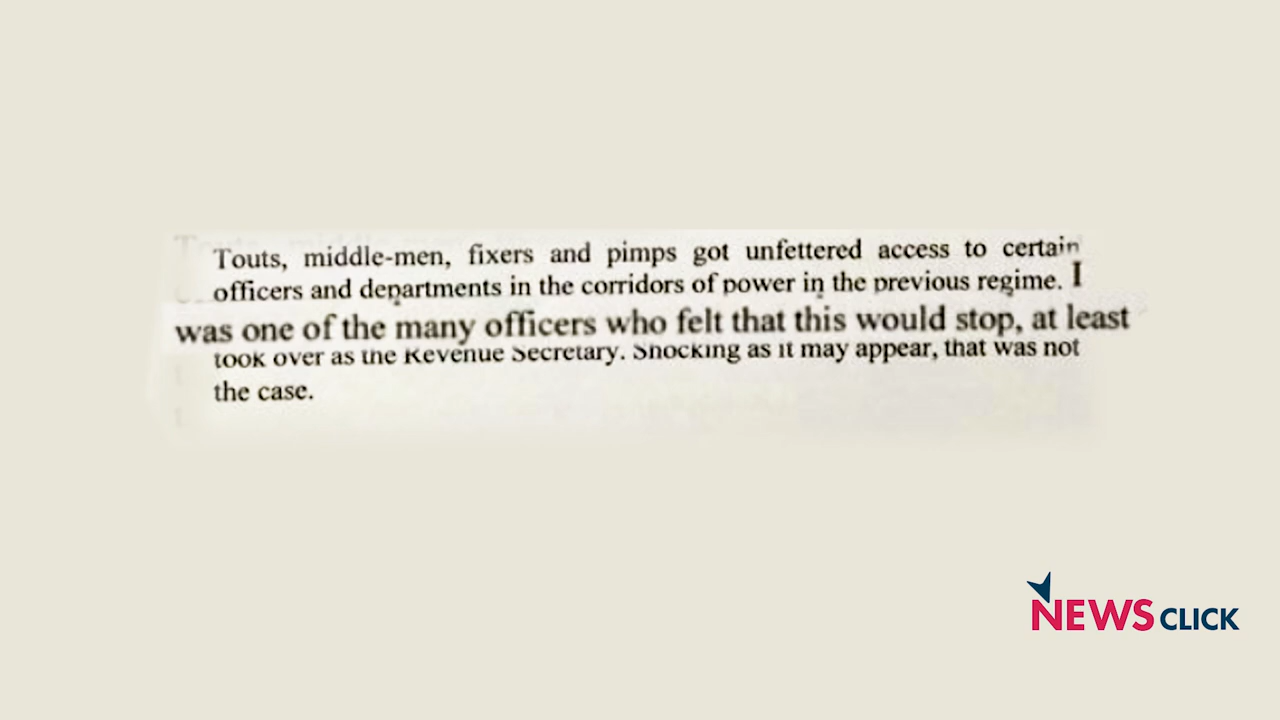 Touts, middle-men, fixers and pimps got unfettered access to certain
officers and departments in the corridors of power in the previous regime. I
was one of the many officers who felt that this would stop, at least
took over as the Revenue Secretary. Shocking as it may appear, that was not
the case.
NEWSCLICK